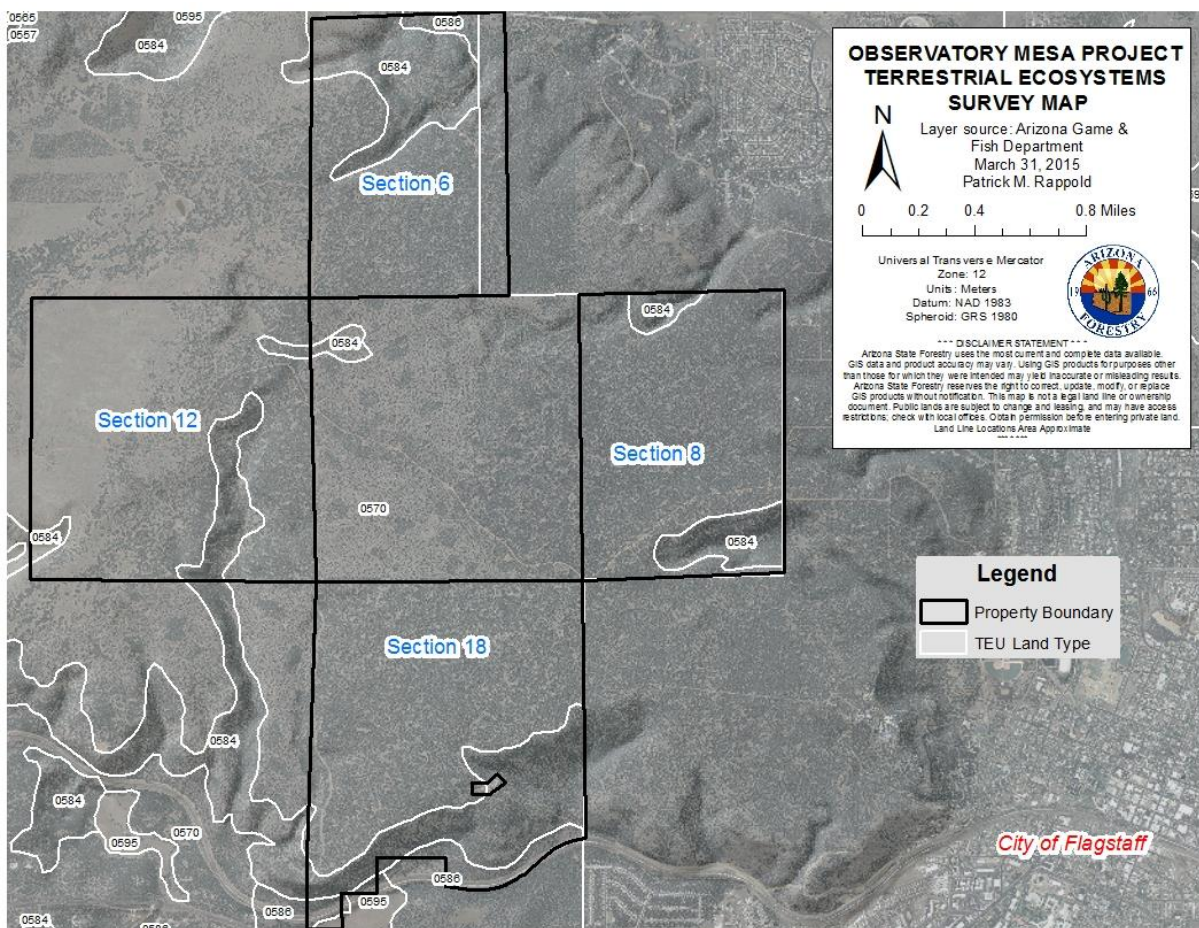 0565
0557
0584
0595
0586
0584
Section 6
OBSERVATORY MESA PROJECT
TERRESTRIAL ECOSYSTEMS
SURVEY MAP
N
Layer source: Arizona Game &
Fish Department
March 31, 2015
Patrick M. Rappold
0 0.2 0.4 0.8 Miles
Universal Transverse Mercator
Zone: 12
Units: Meters
Datum: NAD 1983
Spheroid: GRS 1980
ARIZONA
19 66
FORESTRY
*** DISCLAIMER STATEMENT ***
Arizona State Forestry uses the most current and complete data available.
GIS data and product accuracy may vary. Using GIS products for purposes other
than those for which they were intended may yield inaccurate or misleading results.
Arizona State Forestry reserves the right to correct, update, modify, or replace
GIS products without notification. This map is not a legal land line or ownership
document. Public lands are subject to change and leasing, and may have access
restrictions; check with local offices. Obtain permission before entering private land.
Land Line Locations Area Approximate
*** ***
0584
0584
Section 12
Section 8
0570
0584
0584
Legend
Property Boundary
TEU Land Type
Section 18
0584
0584
0595
0570
City of Flagstaff
0586
0595
0586
0584